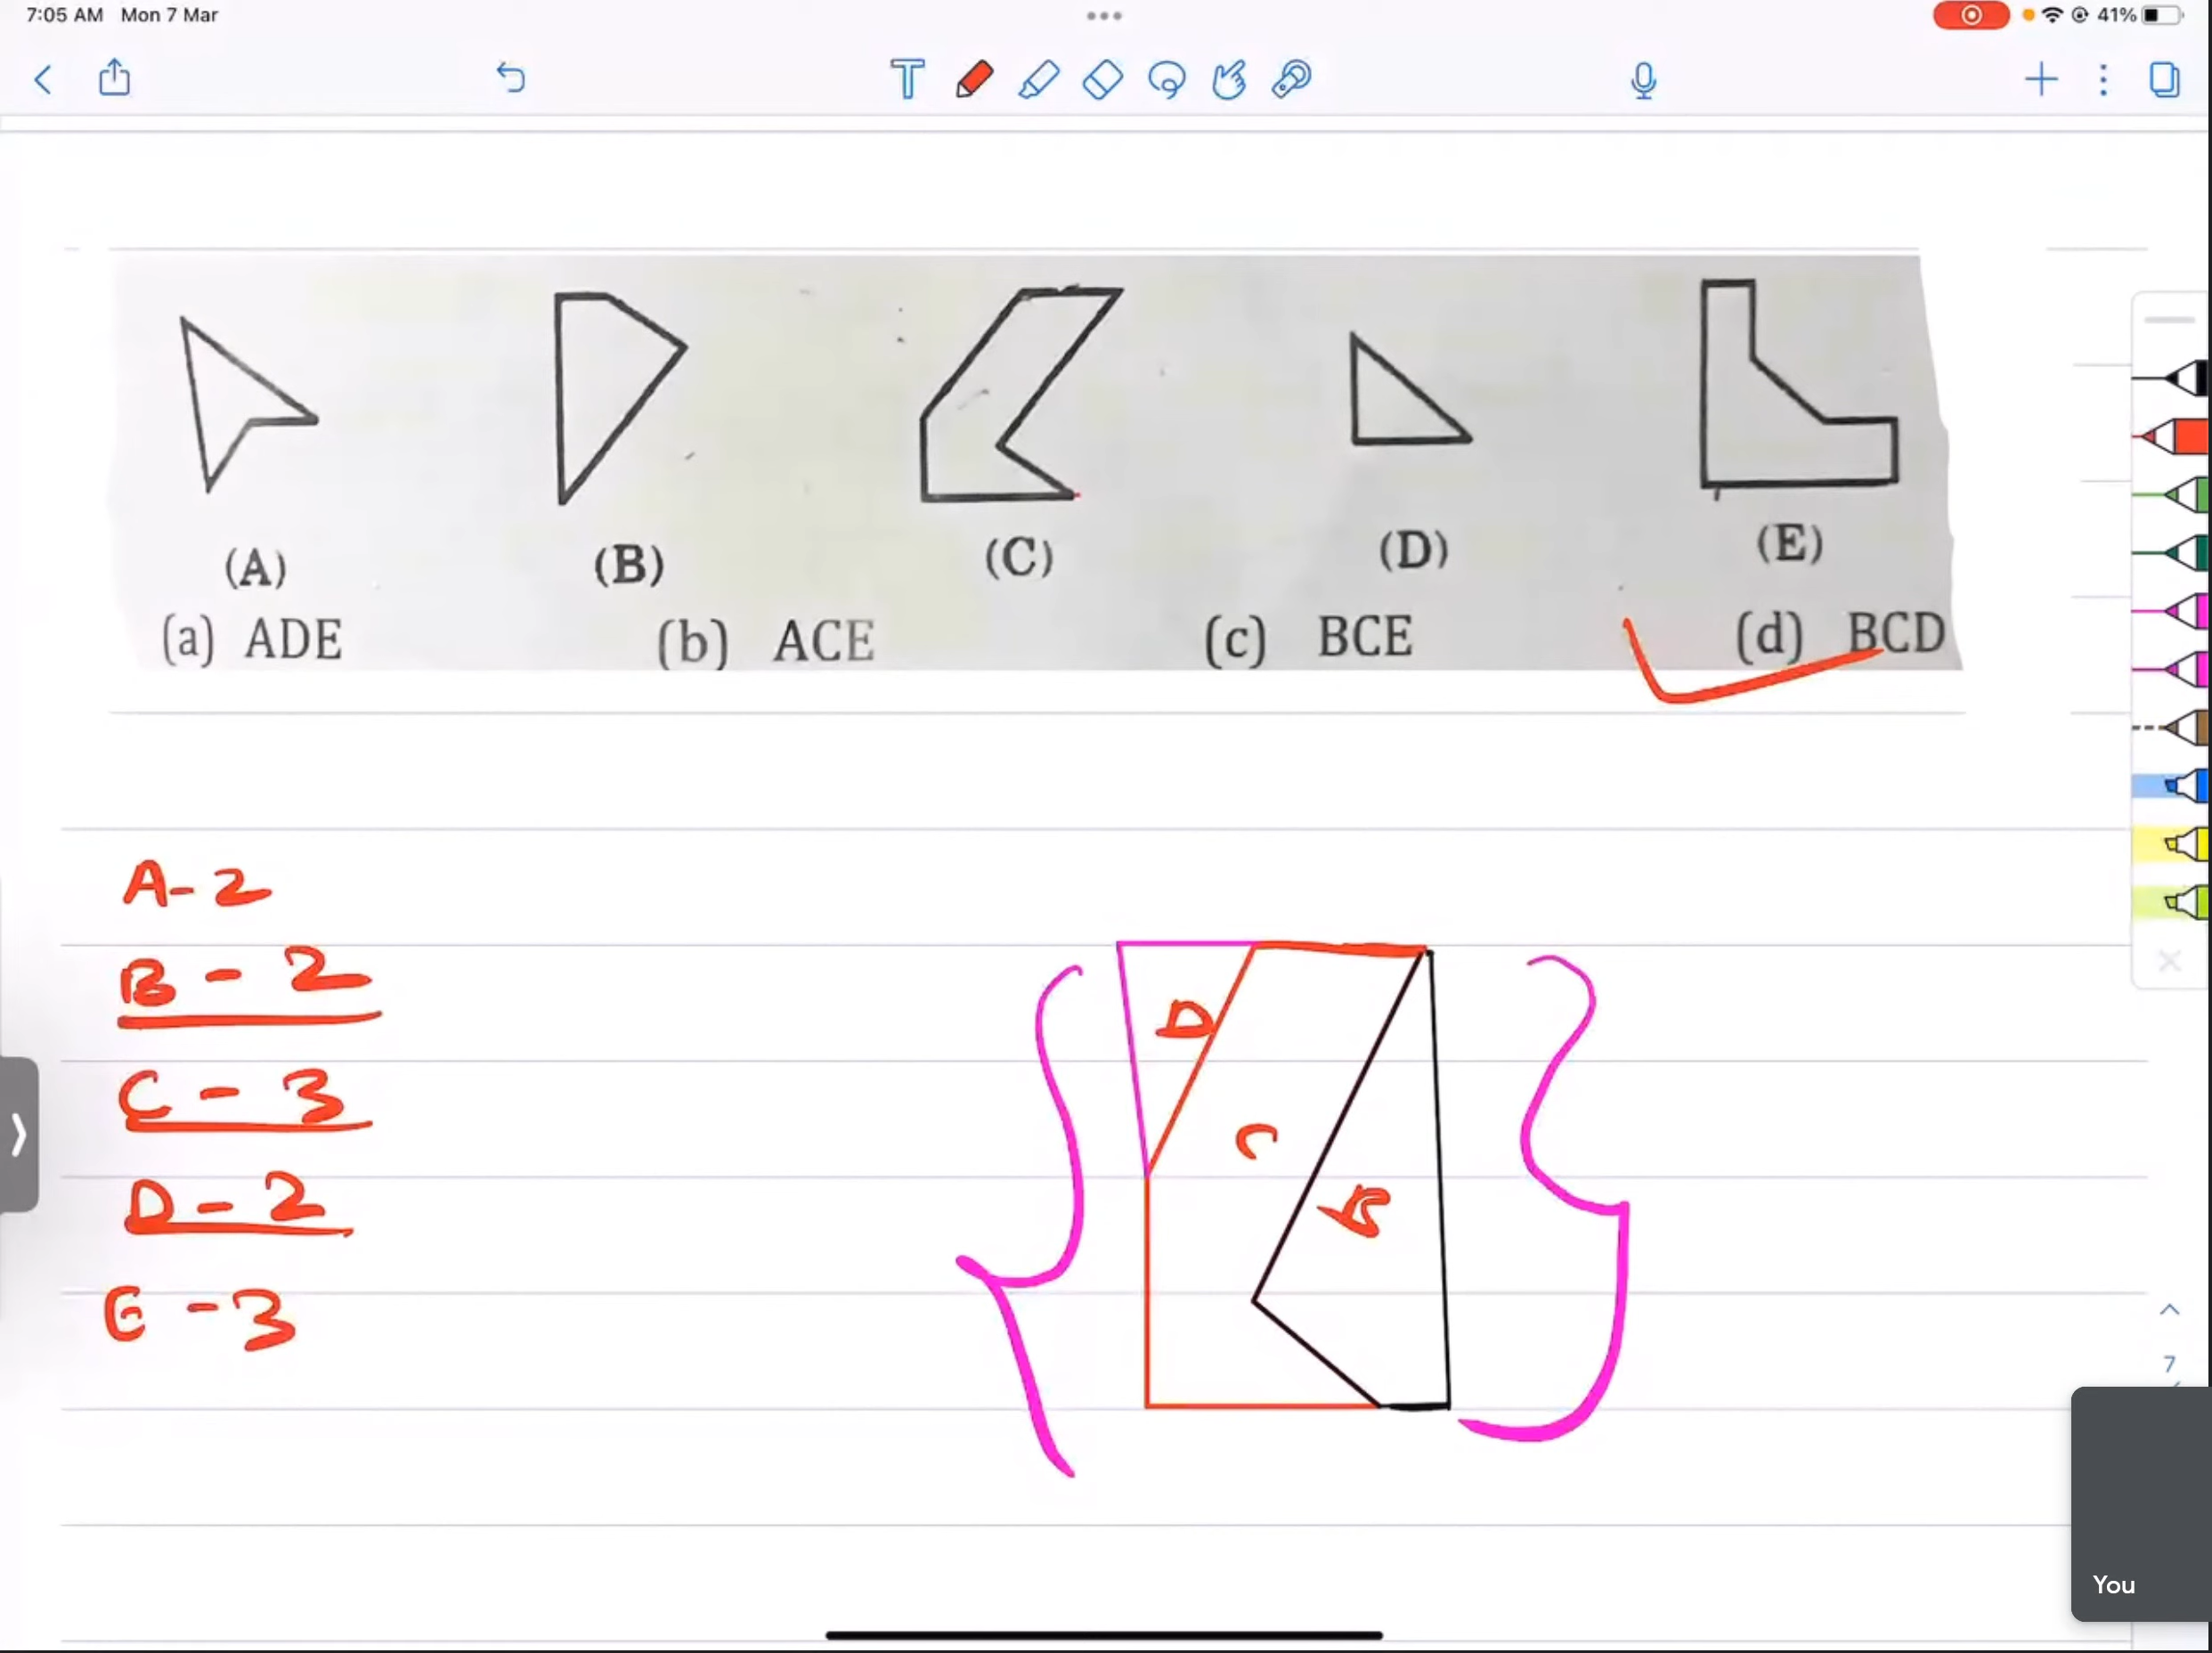 7:05 AM Mon 7 Mar
41%
T
(A) (B) (C) (D) (E)
(a) ADE (b) ACE (c) BCE (d) BCD
A-2
B - 2
C - 3
D - 2
E - 3
D
C
B
7
You